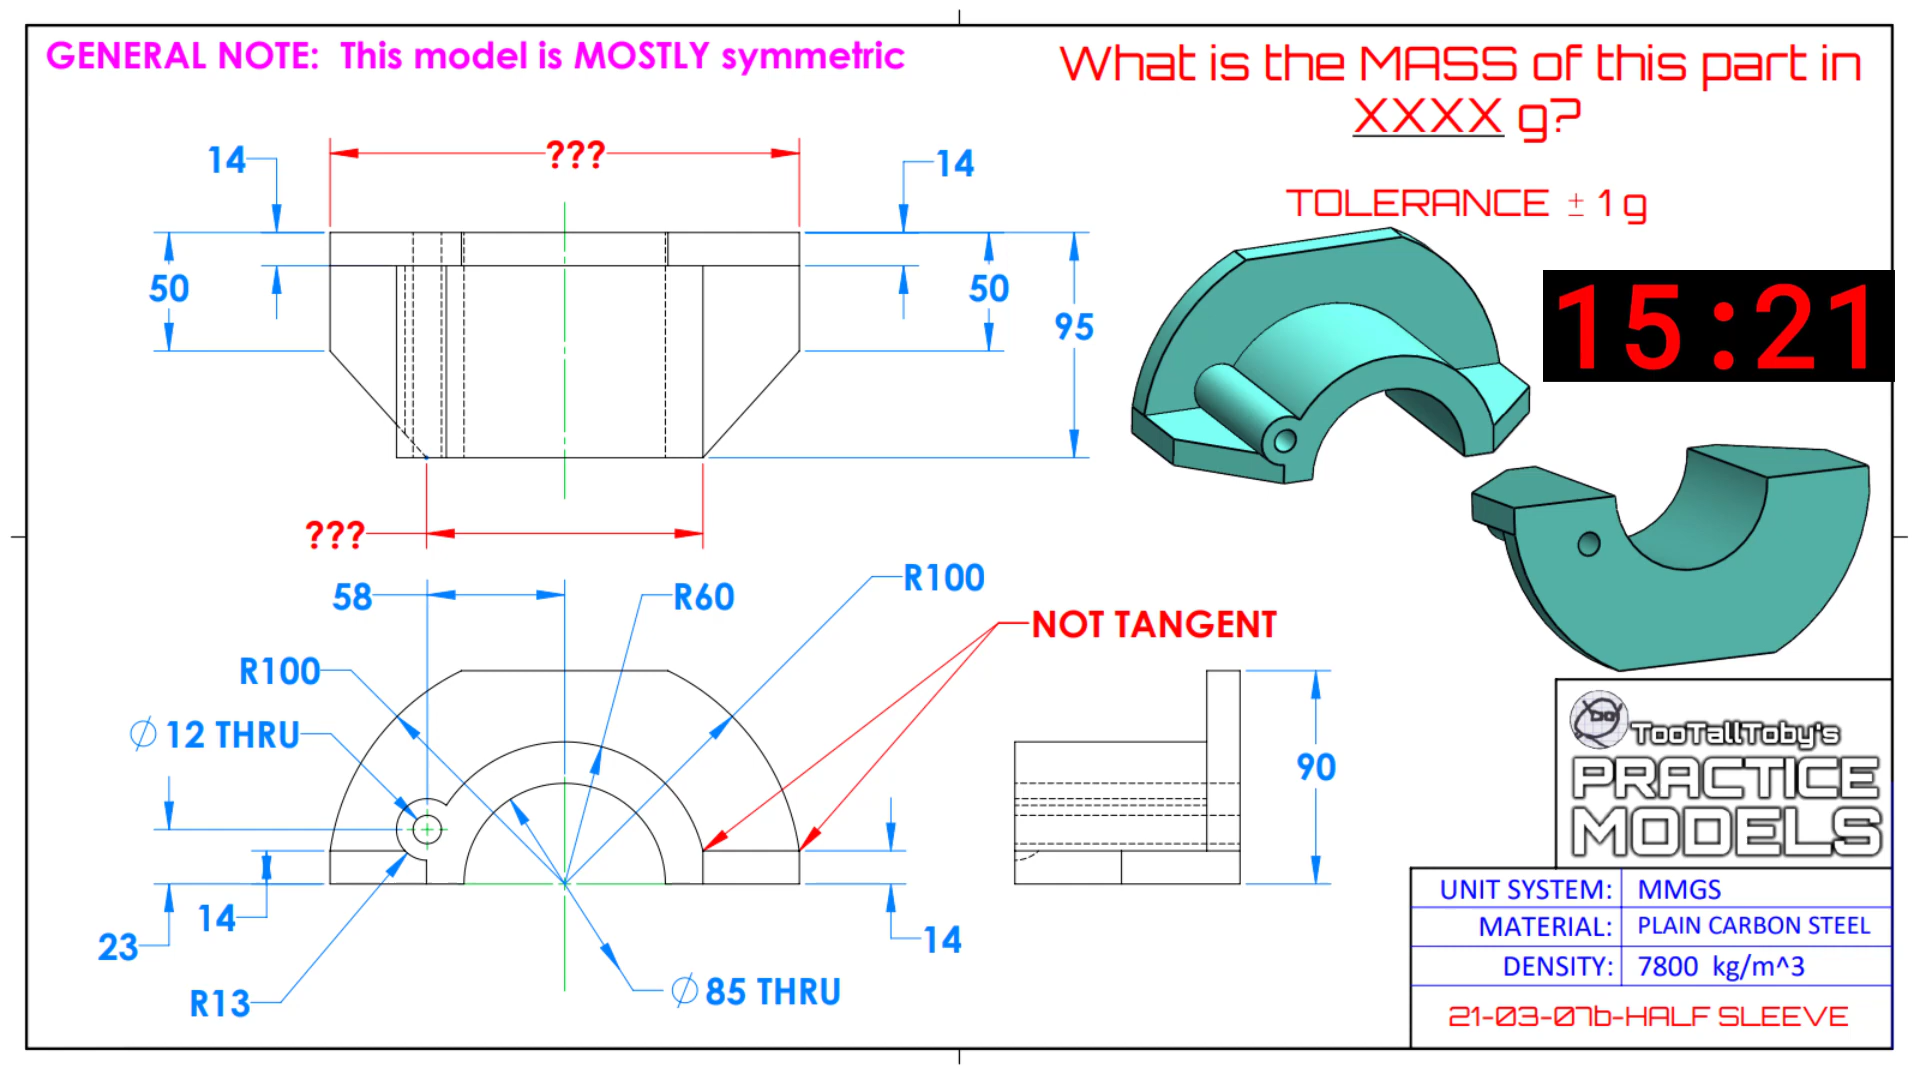 GENERAL NOTE:  This model is MOSTLY symmetric
What is the MASS of this part in
XXXX g?
TOLERANCE ± 1 g
15:21
???
14
14
50
50
95
???
58
R60
R100
NOT TANGENT
R100
Ø 12 THRU
90
14
23
14
R13
Ø 85 THRU
TooTallToby's
PRACTICE
MODELS
UNIT SYSTEM: MMGS
MATERIAL: PLAIN CARBON STEEL
DENSITY: 7800 kg/m^3
21-03-07b-HALF SLEEVE